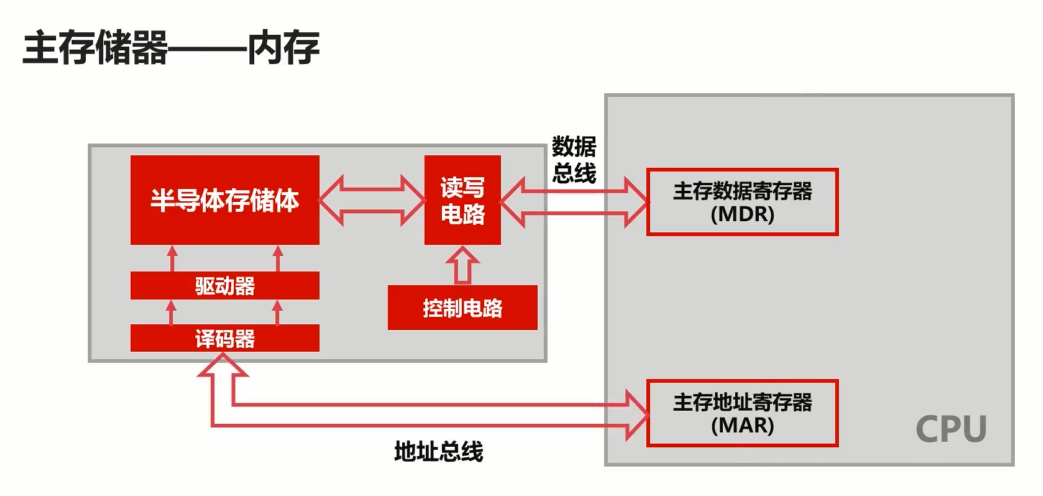 主存储器——内存
数据
总线
半导体存储体
读写
电路
主存数据寄存器
(MDR)
驱动器
控制电路
译码器
主存地址寄存器
(MAR)
CPU
地址总线